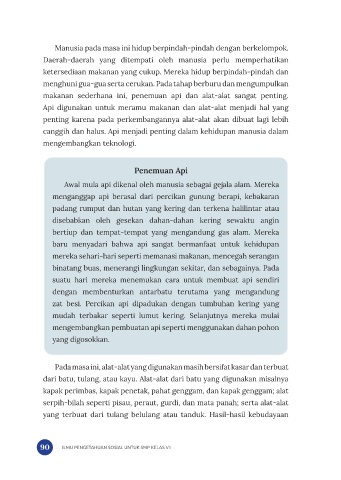 Manusia pada masa ini hidup berpindah-pindah dengan berkelompok.
Daerah-daerah yang ditempati oleh manusia perlu memperhatikan
ketersediaan makanan yang cukup. Mereka hidup berpindah-pindah dan
menghuni gua-gua serta cerukan. Pada tahap berburu dan mengumpulkan
makanan sederhana ini, penemuan api dan alat-alat sangat penting.
Api digunakan untuk meramu makanan dan alat-alat menjadi hal yang
penting karena pada perkembangannya alat-alat akan dibuat lagi lebih
canggih dan halus. Api menjadi penting dalam kehidupan manusia dalam
mengembangkan teknologi.
Penemuan Api
Awal mula api dikenal oleh manusia sebagai gejala alam. Mereka
menganggap api berasal dari percikan gunung berapi, kebakaran
padang rumput dan hutan yang kering dan terkena halilintar atau
disebabkan oleh gesekan dahan-dahan kering sewaktu angin
bertiup dan tempat-tempat yang mengandung gas alam. Mereka
baru menyadari bahwa api sangat bermanfaat untuk kehidupan
mereka sehari-hari seperti memanasi makanan, mencegah serangan
binatang buas, menerangi lingkungan sekitar, dan sebagainya. Pada
suatu hari mereka menemukan cara untuk membuat api sendiri
dengan membenturkan antarbatu terutama yang mengandung
zat besi. Percikan api dipadukan dengan tumbuhan kering yang
mudah terbakar seperti lumut kering. Selanjutnya mereka mulai
mengembangkan pembuatan api seperti menggunakan dahan pohon
yang digosokkan.
Pada masa ini, alat-alat yang digunakan masih bersifat kasar dan terbuat
dari batu, tulang, atau kayu. Alat-alat dari batu yang digunakan misalnya
kapak perimbas, kapak penetak, pahat genggam, dan kapak genggam; alat
serpih-bilah seperti pisau, peraut, gurdi, dan mata panah; serta alat-alat
yang terbuat dari tulang belulang atau tanduk. Hasil-hasil kebudayaan
90 ILMU PENGETAHUAN SOSIAL UNTUK SMP KELAS VII